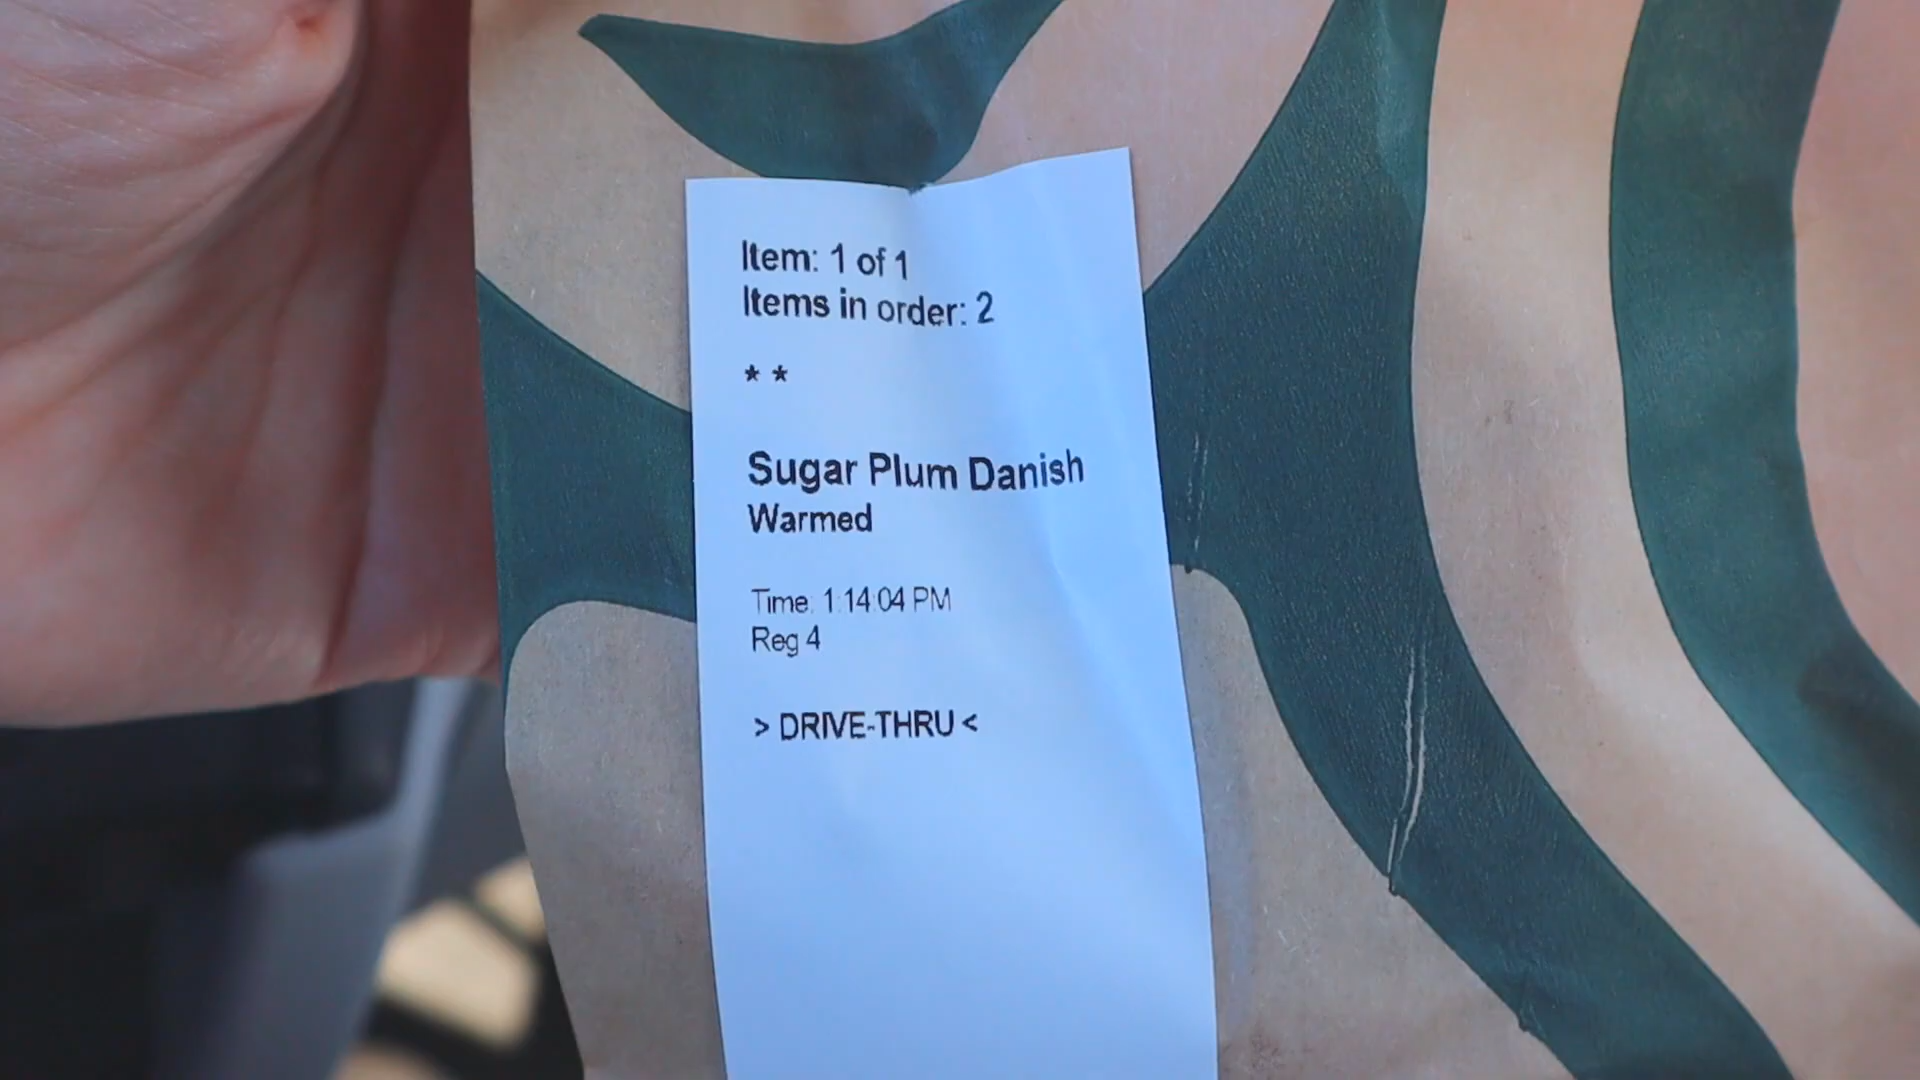 Item: 1 of 1
Items in order: 2
* *
Sugar Plum Danish
Warmed
Time: 1:14:04 PM
Reg 4
> DRIVE-THRU <